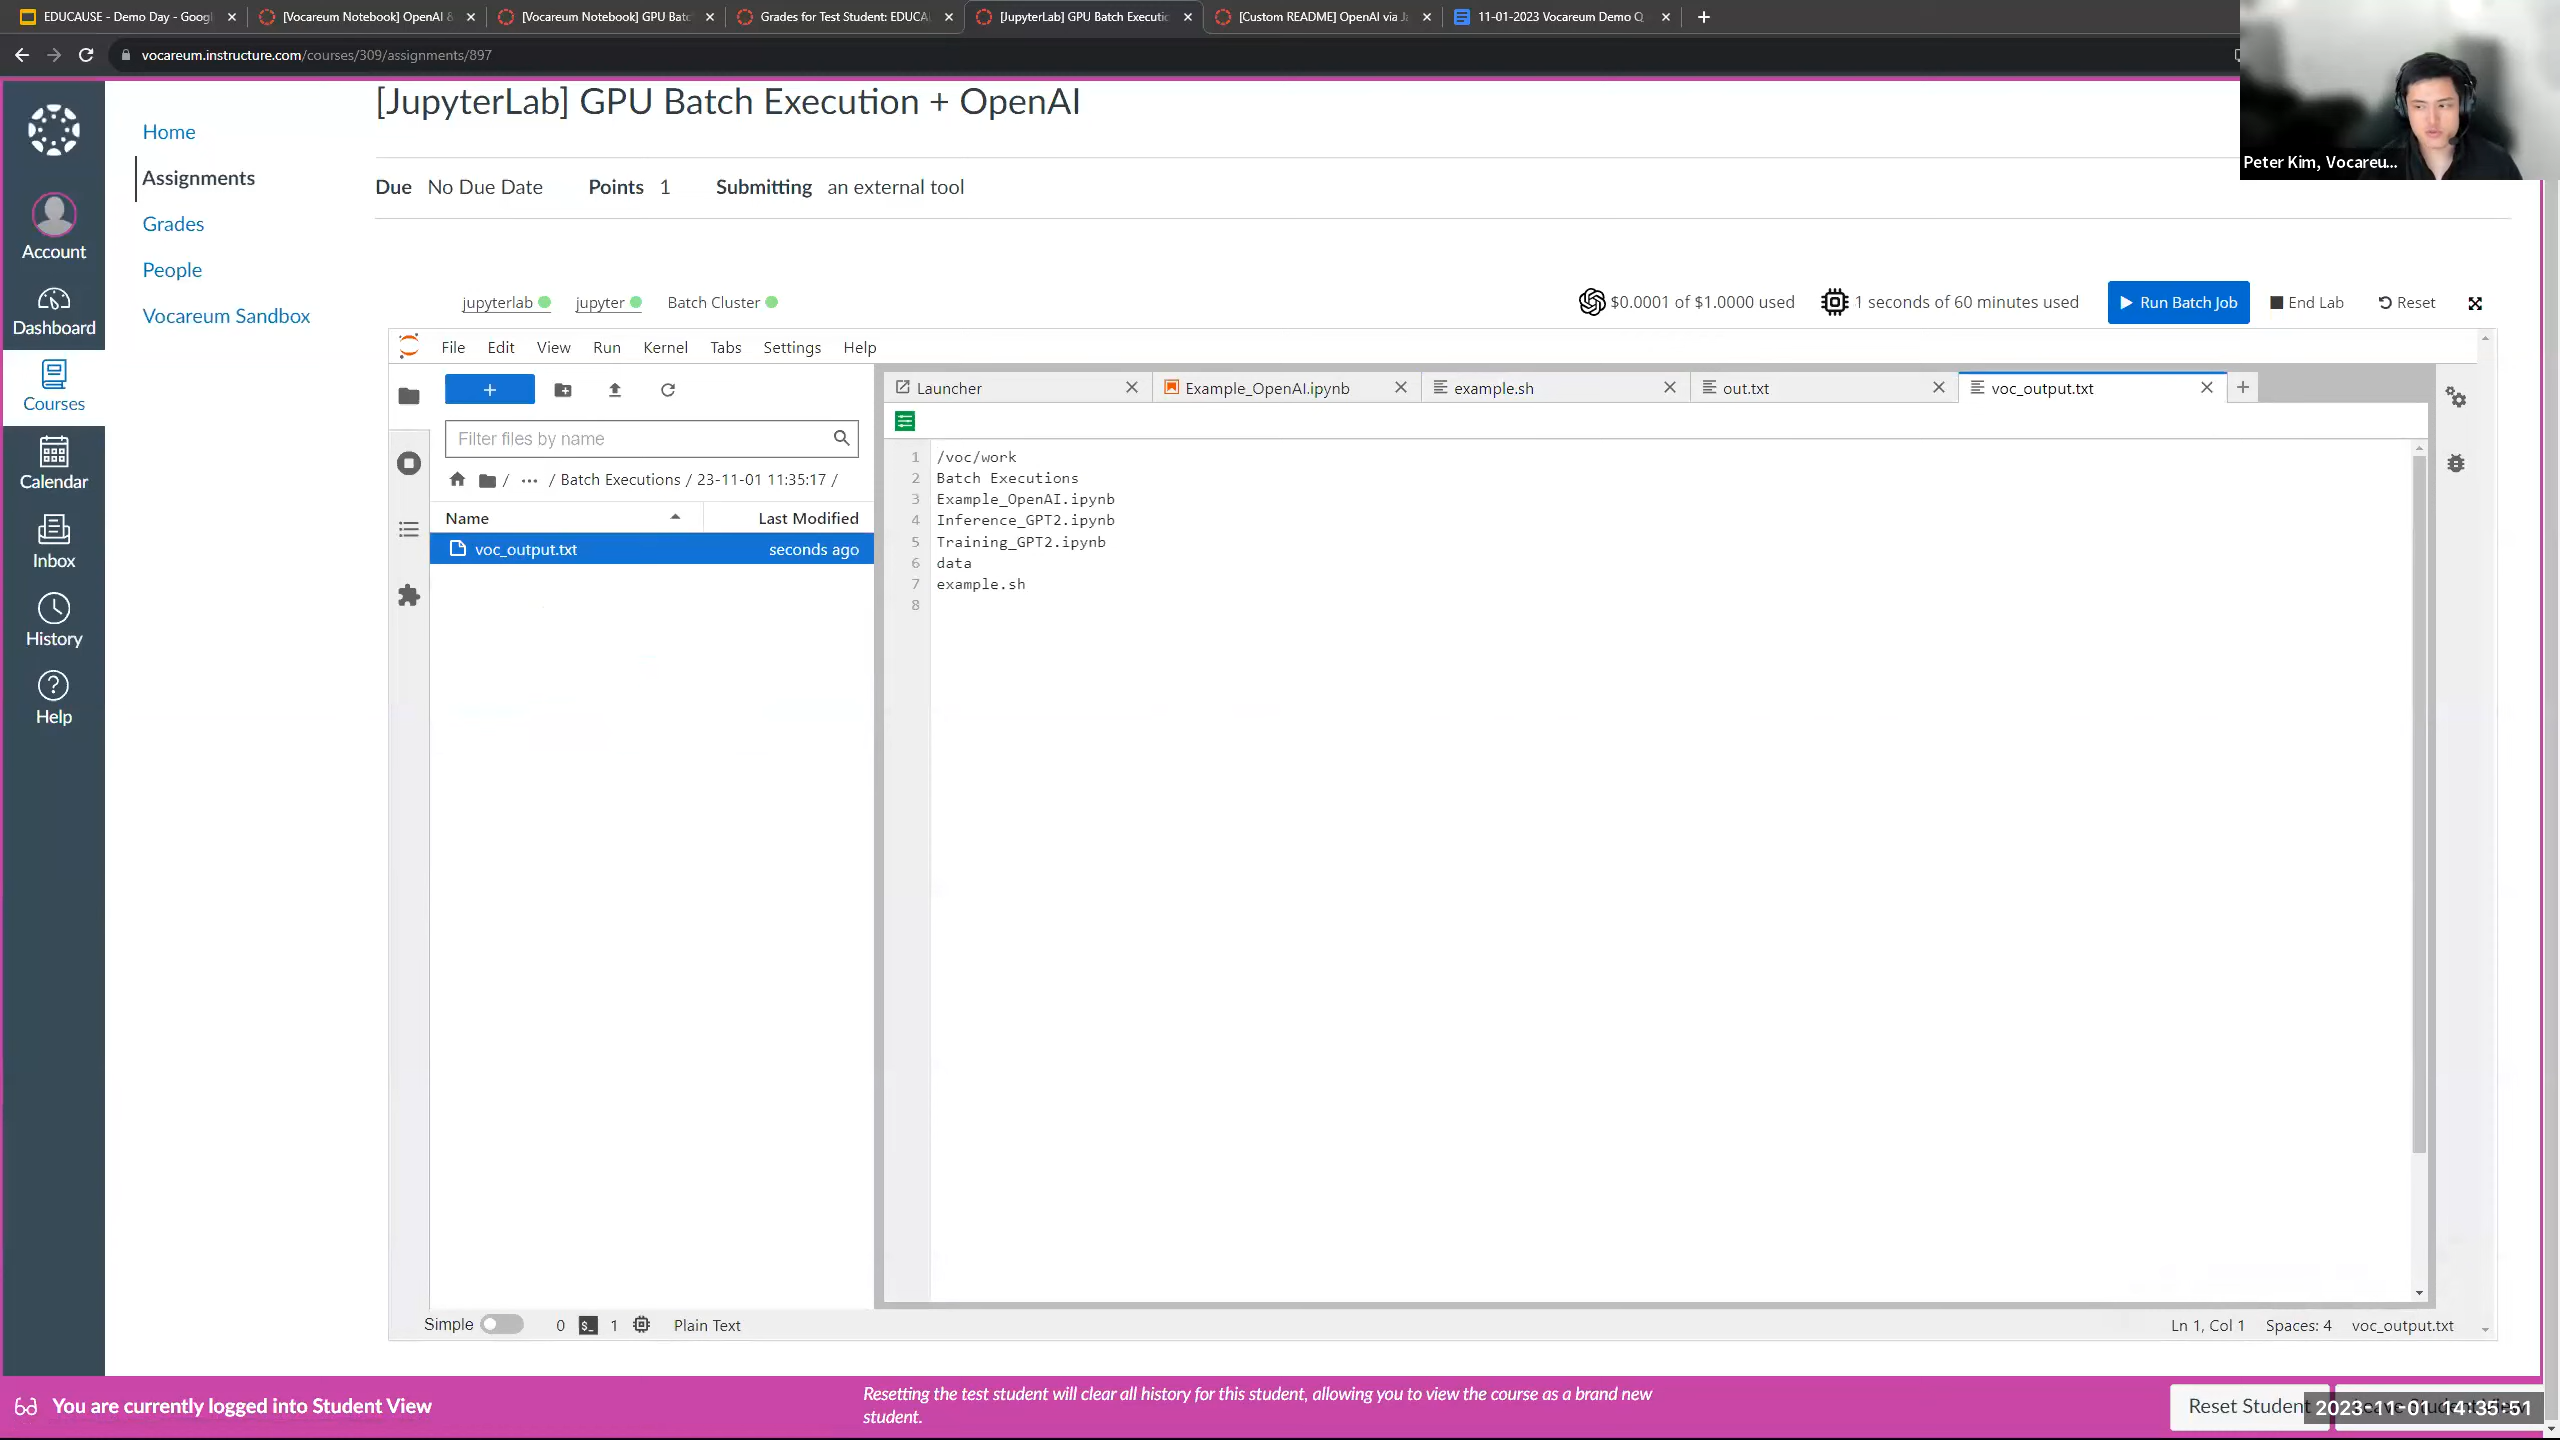 EDUCAUSE - Demo Day - Googl
[Vocareum Notebook] OpenAI &
[Vocareum Notebook] GPU Batc
Grades for Test Student: EDUCA
[JupyterLab] GPU Batch Executio
[Custom README] OpenAI via Ja
11-01-2023 Vocareum Demo Q
vocareum.instructure.com/courses/309/assignments/897
Peter Kim, Vocareu...
Account
Dashboard
Courses
Calendar
Inbox
History
Help
Home
Assignments
Grades
People
Vocareum Sandbox
[JupyterLab] GPU Batch Execution + OpenAI
Due No Due Date Points 1 Submitting an external tool
jupyterlab jupyter Batch Cluster $0.0001 of $1.0000 used 1 seconds of 60 minutes used Run Batch Job End Lab Reset
File Edit View Run Kernel Tabs Settings Help
Launcher Example_OpenAI.ipynb example.sh out.txt voc_output.txt
Filter files by name
/ ... / Batch Executions / 23-11-01 11:35:17 /
Name Last Modified
voc_output.txt seconds ago
1 /voc/work
2 Batch Executions
3 Example_OpenAI.ipynb
4 Inference_GPT2.ipynb
5 Training_GPT2.ipynb
6 data
7 example.sh
8
Simple 0 $_ 1 Plain Text Ln 1, Col 1 Spaces: 4 voc_output.txt
You are currently logged into Student View
Resetting the test student will clear all history for this student, allowing you to view the course as a brand new
student.
Reset Student
2023-11-01 14:35:51